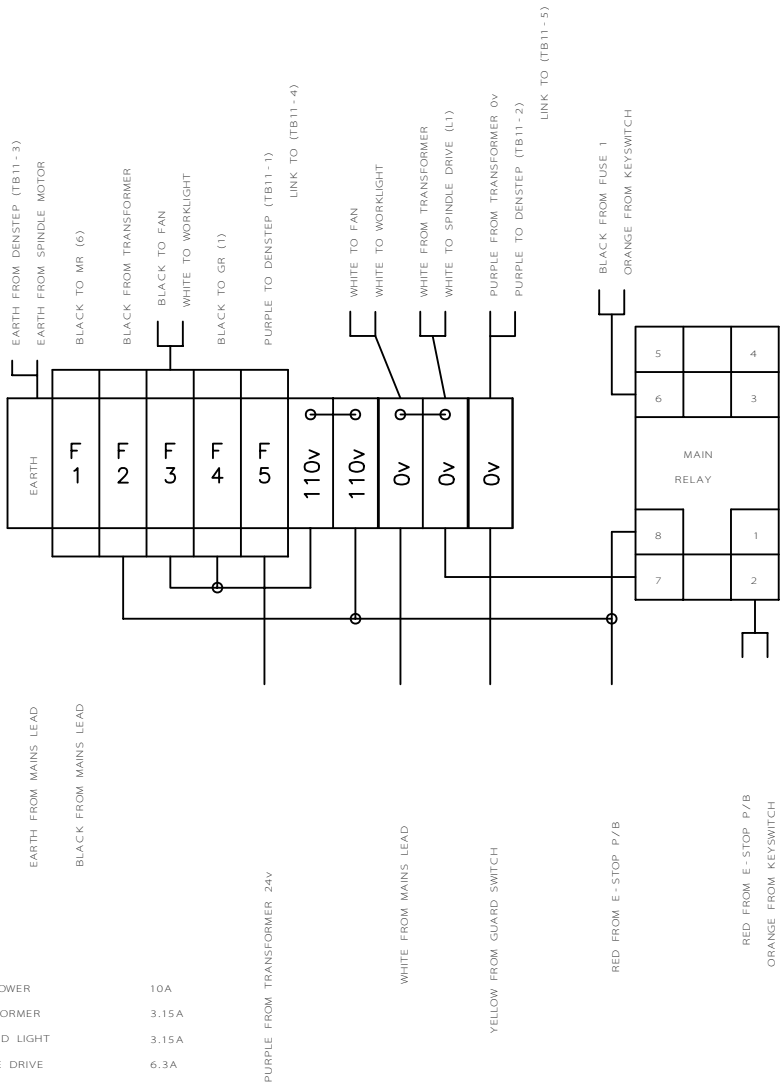 EARTH FROM DENSTEP (TB11-3)
EARTH FROM SPINDLE MOTOR
BLACK TO MR (6)
BLACK FROM TRANSFORMER
BLACK TO FAN
WHITE TO WORKLIGHT
BLACK TO GR (1)
PURPLE TO DENSTEP (TB11-1)
LINK TO (TB11-4)
WHITE TO FAN
WHITE TO WORKLIGHT
WHITE FROM TRANSFORMER
WHITE TO SPINDLE DRIVE (L1)
PURPLE FROM TRANSFORMER 0v
PURPLE TO DENSTEP (TB11-2)
LINK TO (TB11-5)
BLACK FROM FUSE 1
ORANGE FROM KEYSWITCH
EARTH
F 1
F 2
F 3
F 4
F 5
110v
110v
0v
0v
0v
5
4
6
3
MAIN
RELAY
8
1
7
2
EARTH FROM MAINS LEAD
BLACK FROM MAINS LEAD
PURPLE FROM TRANSFORMER 24v
WHITE FROM MAINS LEAD
YELLOW FROM GUARD SWITCH
RED FROM E-STOP P/B
RED FROM E-STOP P/B
ORANGE FROM KEYSWITCH
OWER 10A
FORMER 3.15A
D LIGHT 3.15A
E DRIVE 6.3A